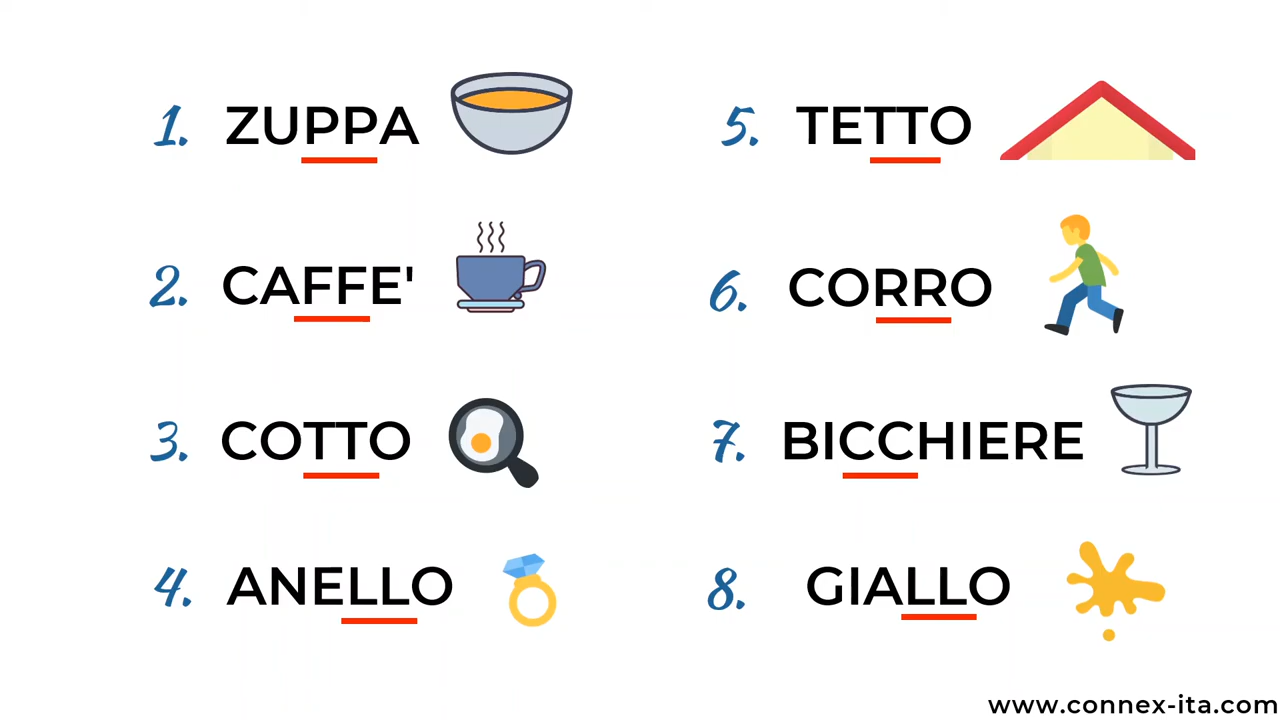 1. ZUPPA
2. CAFFE'
3. COTTO
4. ANELLO
5. TETTO
6. CORRO
7. BICCHIERE
8. GIALLO
www.connex-ita.com